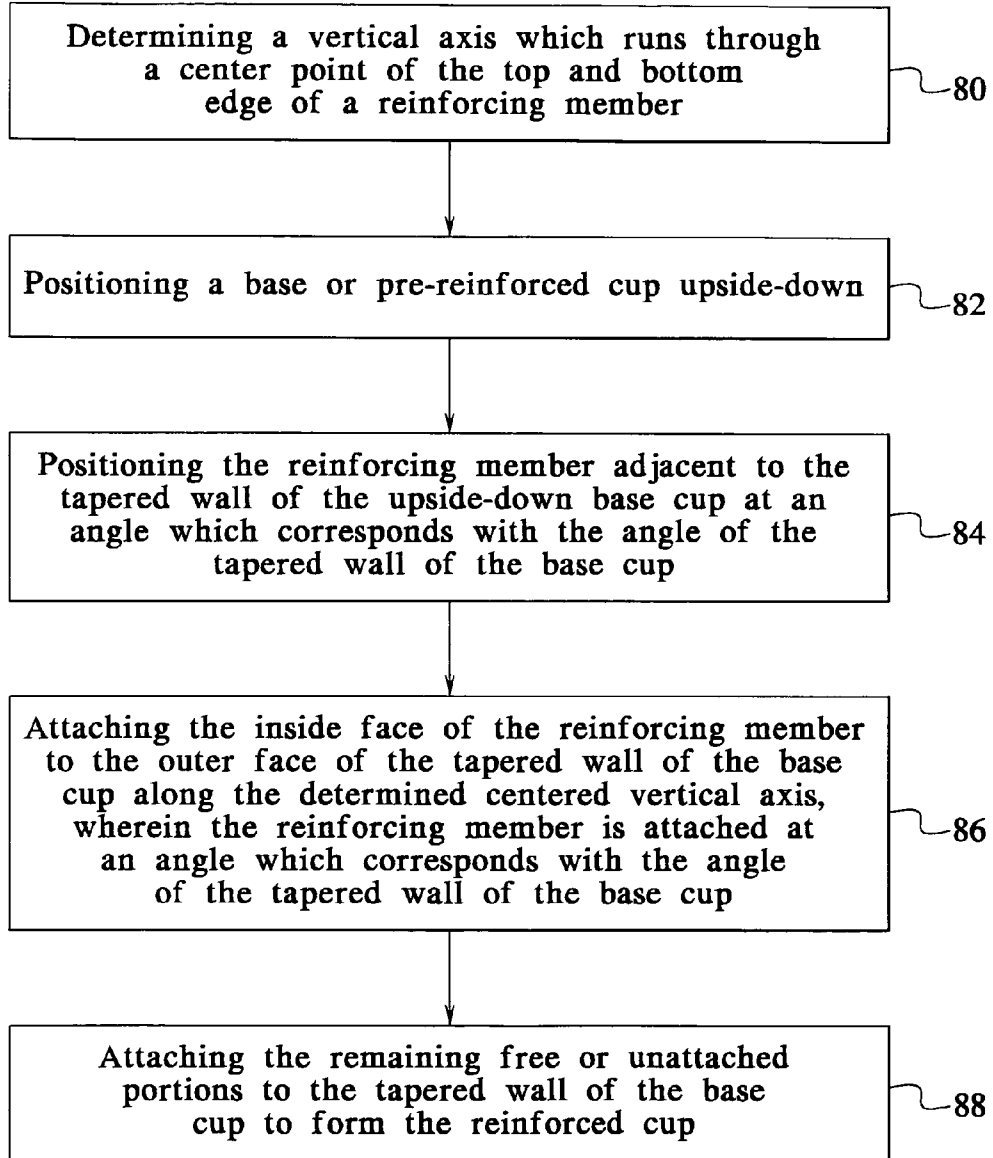 Determining a vertical axis which runs through
a center point of the top and bottom
edge of a reinforcing member
80
Positioning a base or pre-reinforced cup upside-down
82
Positioning the reinforcing member adjacent to the
tapered wall of the upside-down base cup at an
angle which corresponds with the angle of the
tapered wall of the base cup
84
Attaching the inside face of the reinforcing member
to the outer face of the tapered wall of the base
cup along the determined centered vertical axis,
wherein the reinforcing member is attached at
an angle which corresponds with the angle
of the tapered wall of the base cup
86
Attaching the remaining free or unattached
portions to the tapered wall of the base
cup to form the reinforced cup
88